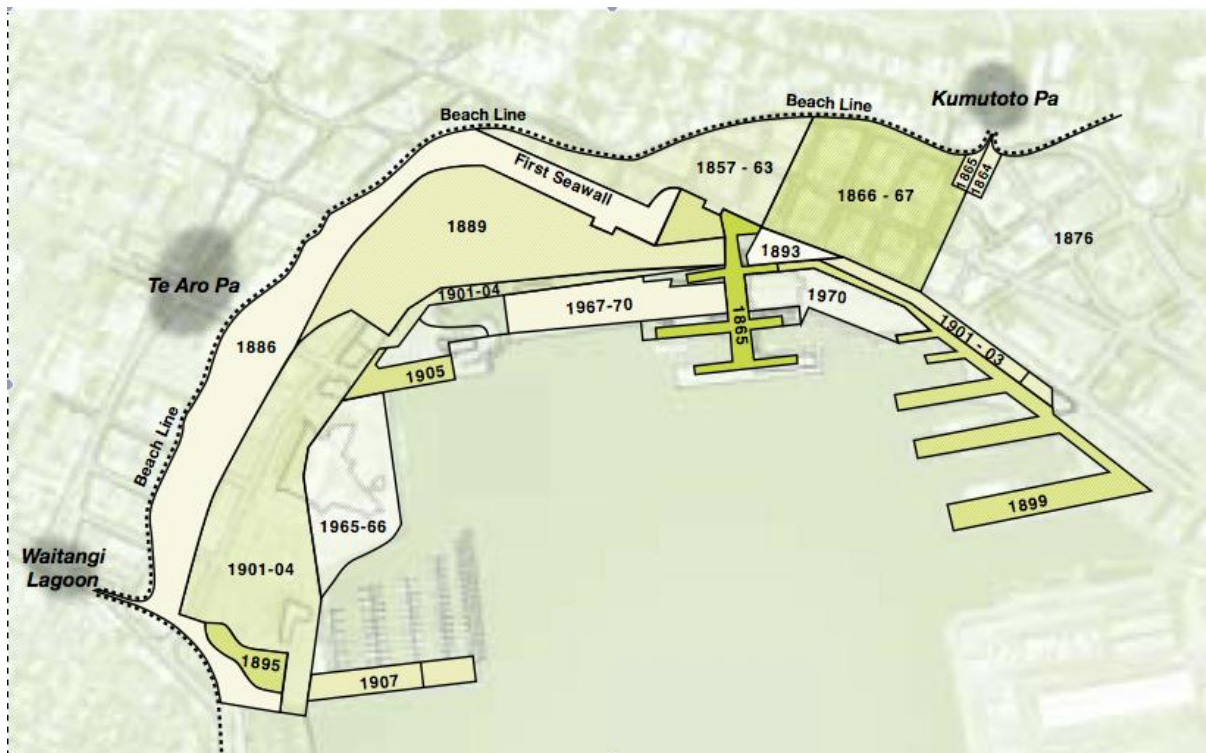 Kumutoto Pa
Beach Line
Beach Line
First Seawall
1857 - 63
1865
1864
1866 - 67
1889
1876
1893
Te Aro Pa
1901-04
1967-70
1970
1865
1886
1901 - 03
1905
Beach Line
1899
1965-66
Waitangi
Lagoon
1901-04
1895
1907